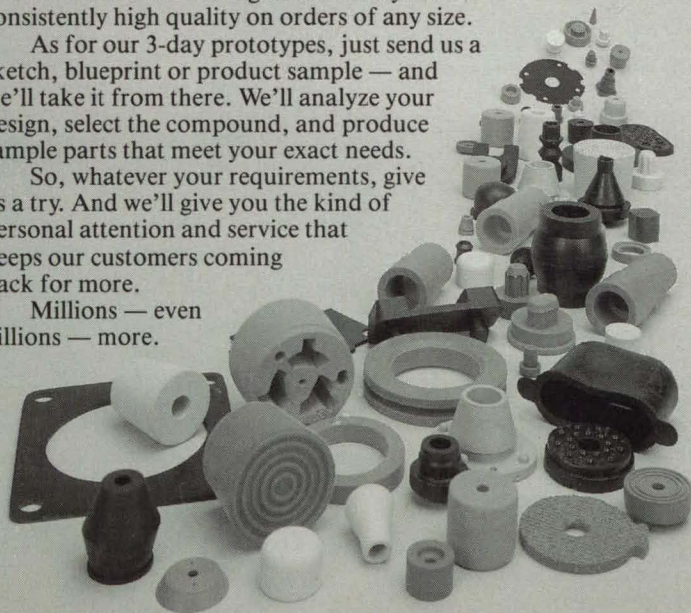 onsistently high quality on orders of any size.
As for our 3-day prototypes, just send us a
ketch, blueprint or product sample — and
e'll take it from there. We'll analyze your
esign, select the compound, and produce
ample parts that meet your exact needs.
So, whatever your requirements, give
s a try. And we'll give you the kind of
ersonal attention and service that
eeps our customers coming
ack for more.
Millions — even
illions — more.